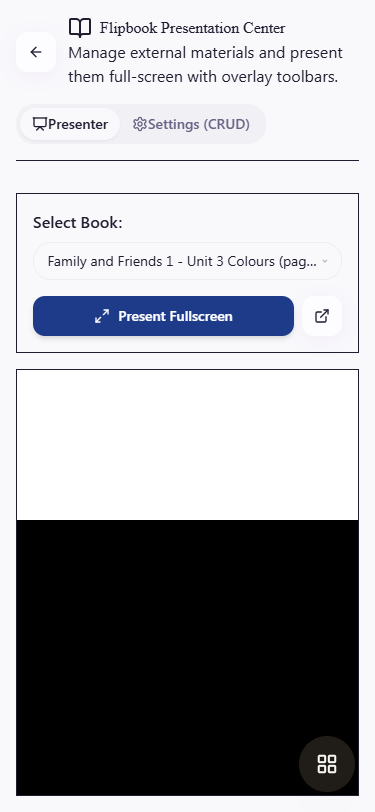 Flipbook Presentation Center
Manage external materials and present
them full-screen with overlay toolbars.
Presenter
Settings (CRUD)
Select Book:
Family and Friends 1 - Unit 3 Colours (pag...
Present Fullscreen